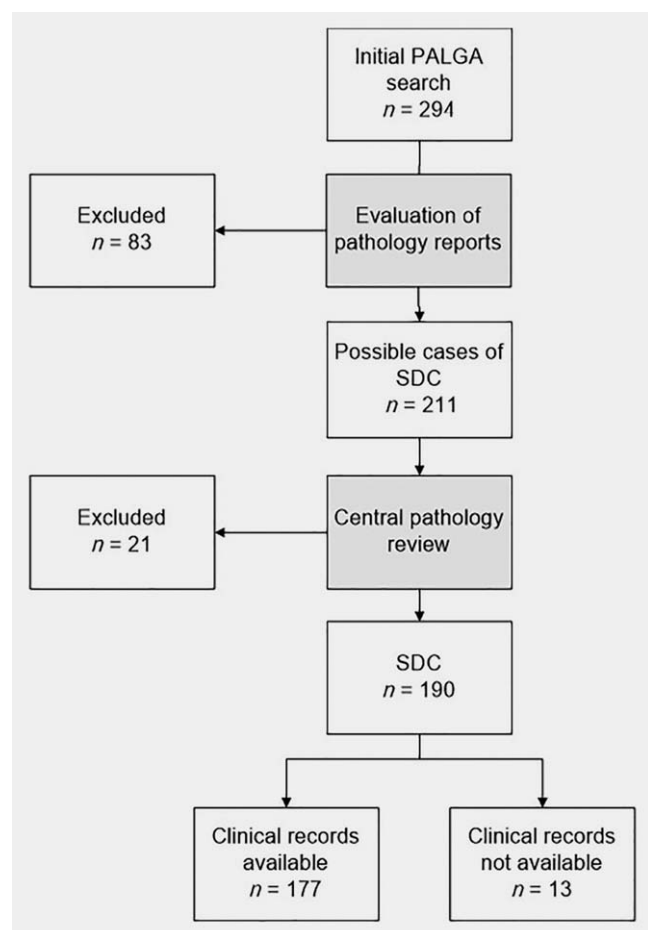 Initial PALGA
search
n = 294
Excluded
n = 83
Evaluation of
pathology reports
Possible cases of
SDC
n = 211
Excluded
n = 21
Central pathology
review
SDC
n = 190
Clinical records
available
n = 177
Clinical records
not available
n = 13